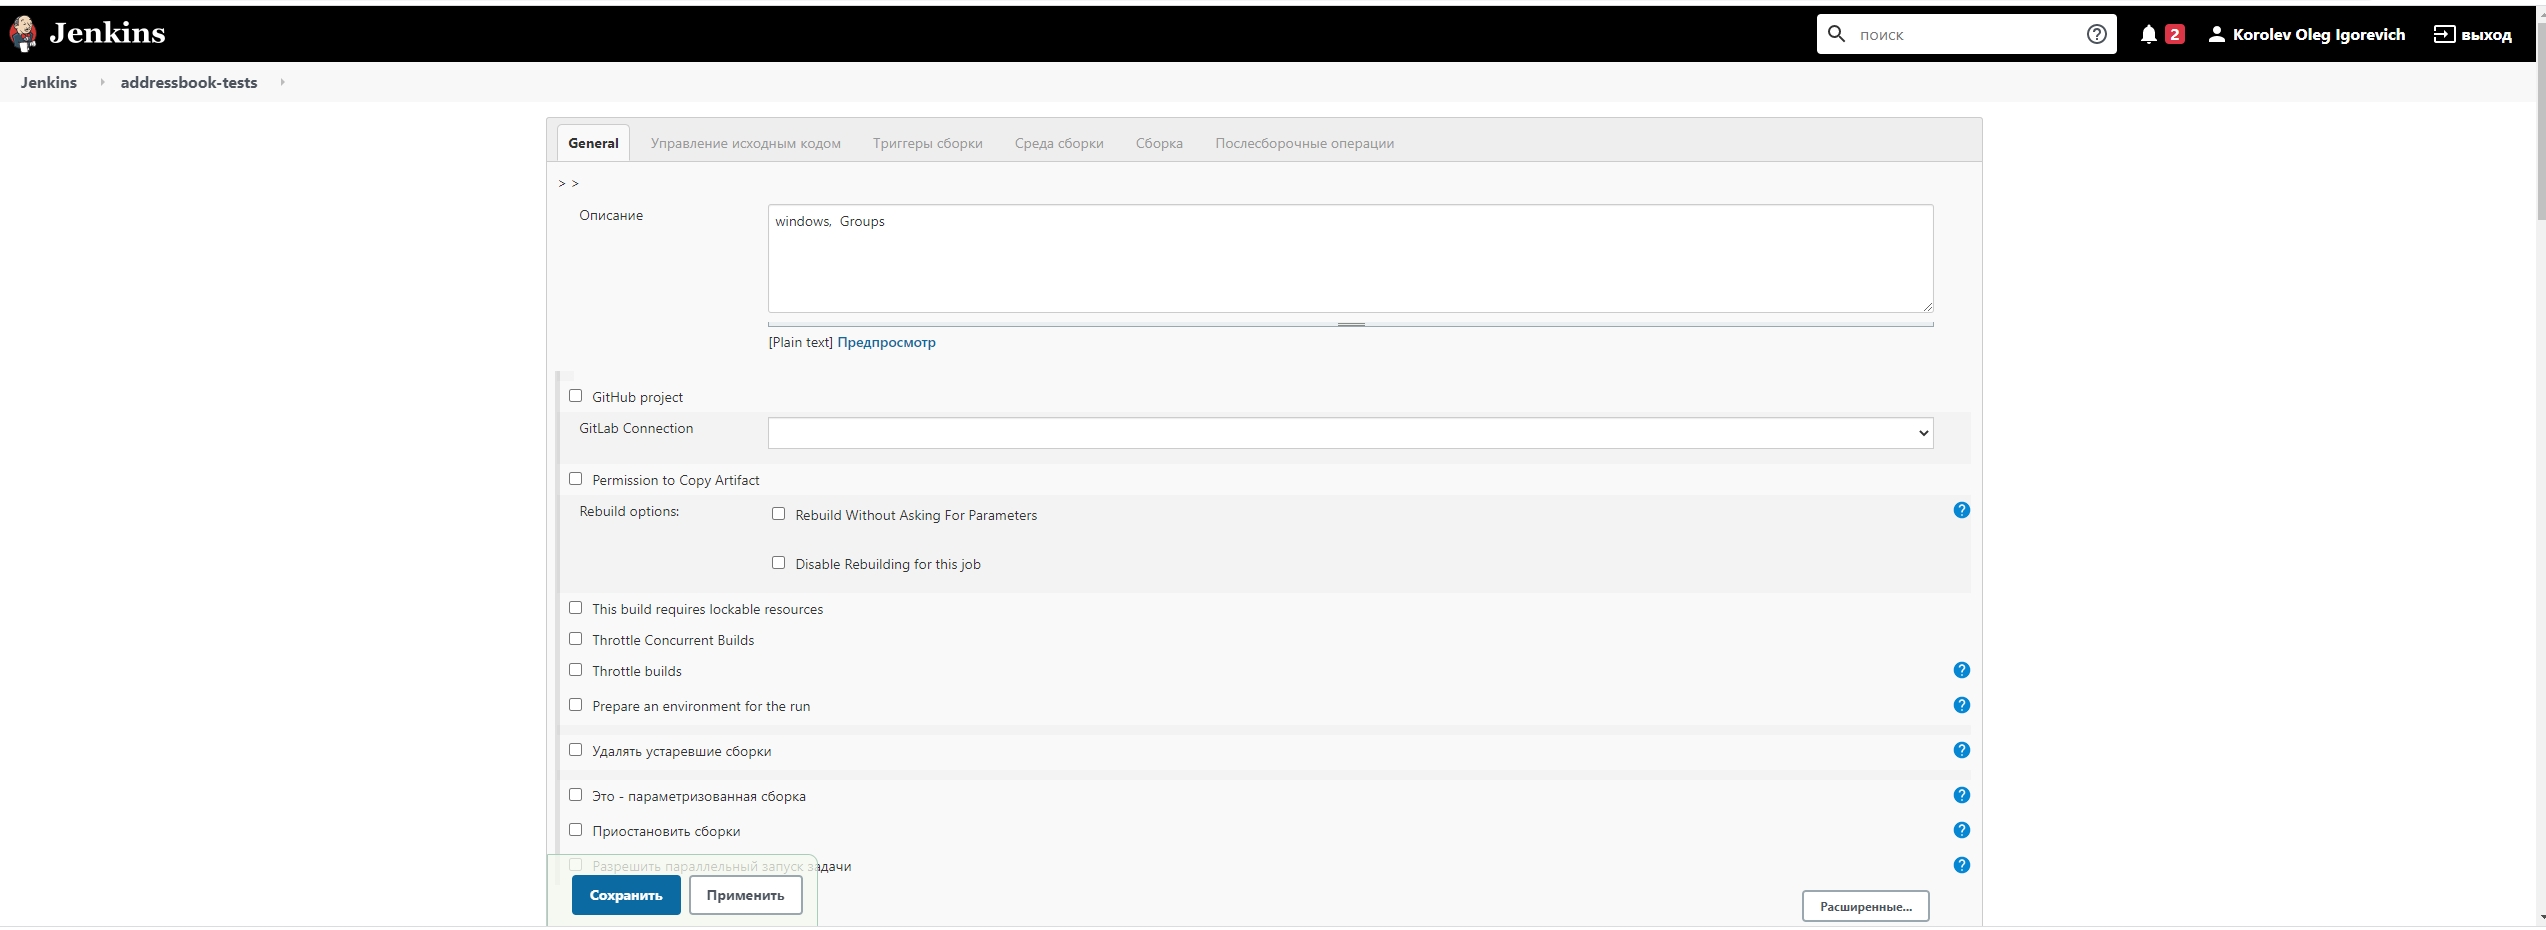 Jenkins
поиск
2
Korolev Oleg Igorevich
выход
Jenkins
addressbook-tests
General
Управление исходным кодом
Триггеры сборки
Среда сборки
Сборка
Послесборочные операции
> >
Описание
windows,  Groups
[Plain text] Предпросмотр
GitHub project
GitLab Connection
Permission to Copy Artifact
Rebuild options:
Rebuild Without Asking For Parameters
Disable Rebuilding for this job
This build requires lockable resources
Throttle Concurrent Builds
Throttle builds
Prepare an environment for the run
Удалять устаревшие сборки
Это - параметризованная сборка
Приостановить сборки
Разрешить параллельный запуск задачи
Сохранить
Применить
Расширенные...